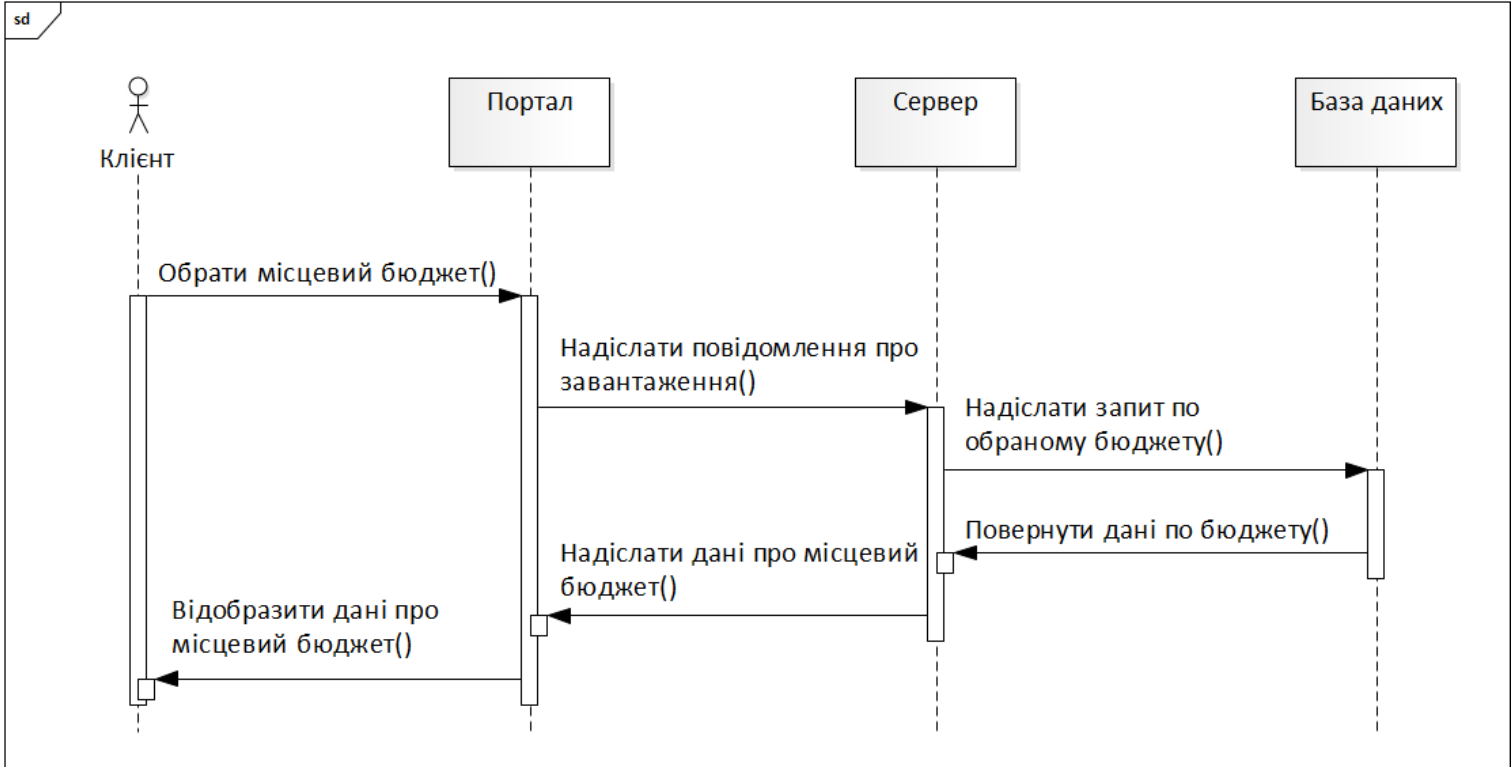 sd
Клієнт
Портал
Сервер
База даних
Обрати місцевий бюджет()
Надіслати повідомлення про
завантаження()
Надіслати запит по
обраному бюджету()
Повернути дані по бюджету()
Надіслати дані про місцевий
бюджет()
Відобразити дані про
місцевий бюджет()